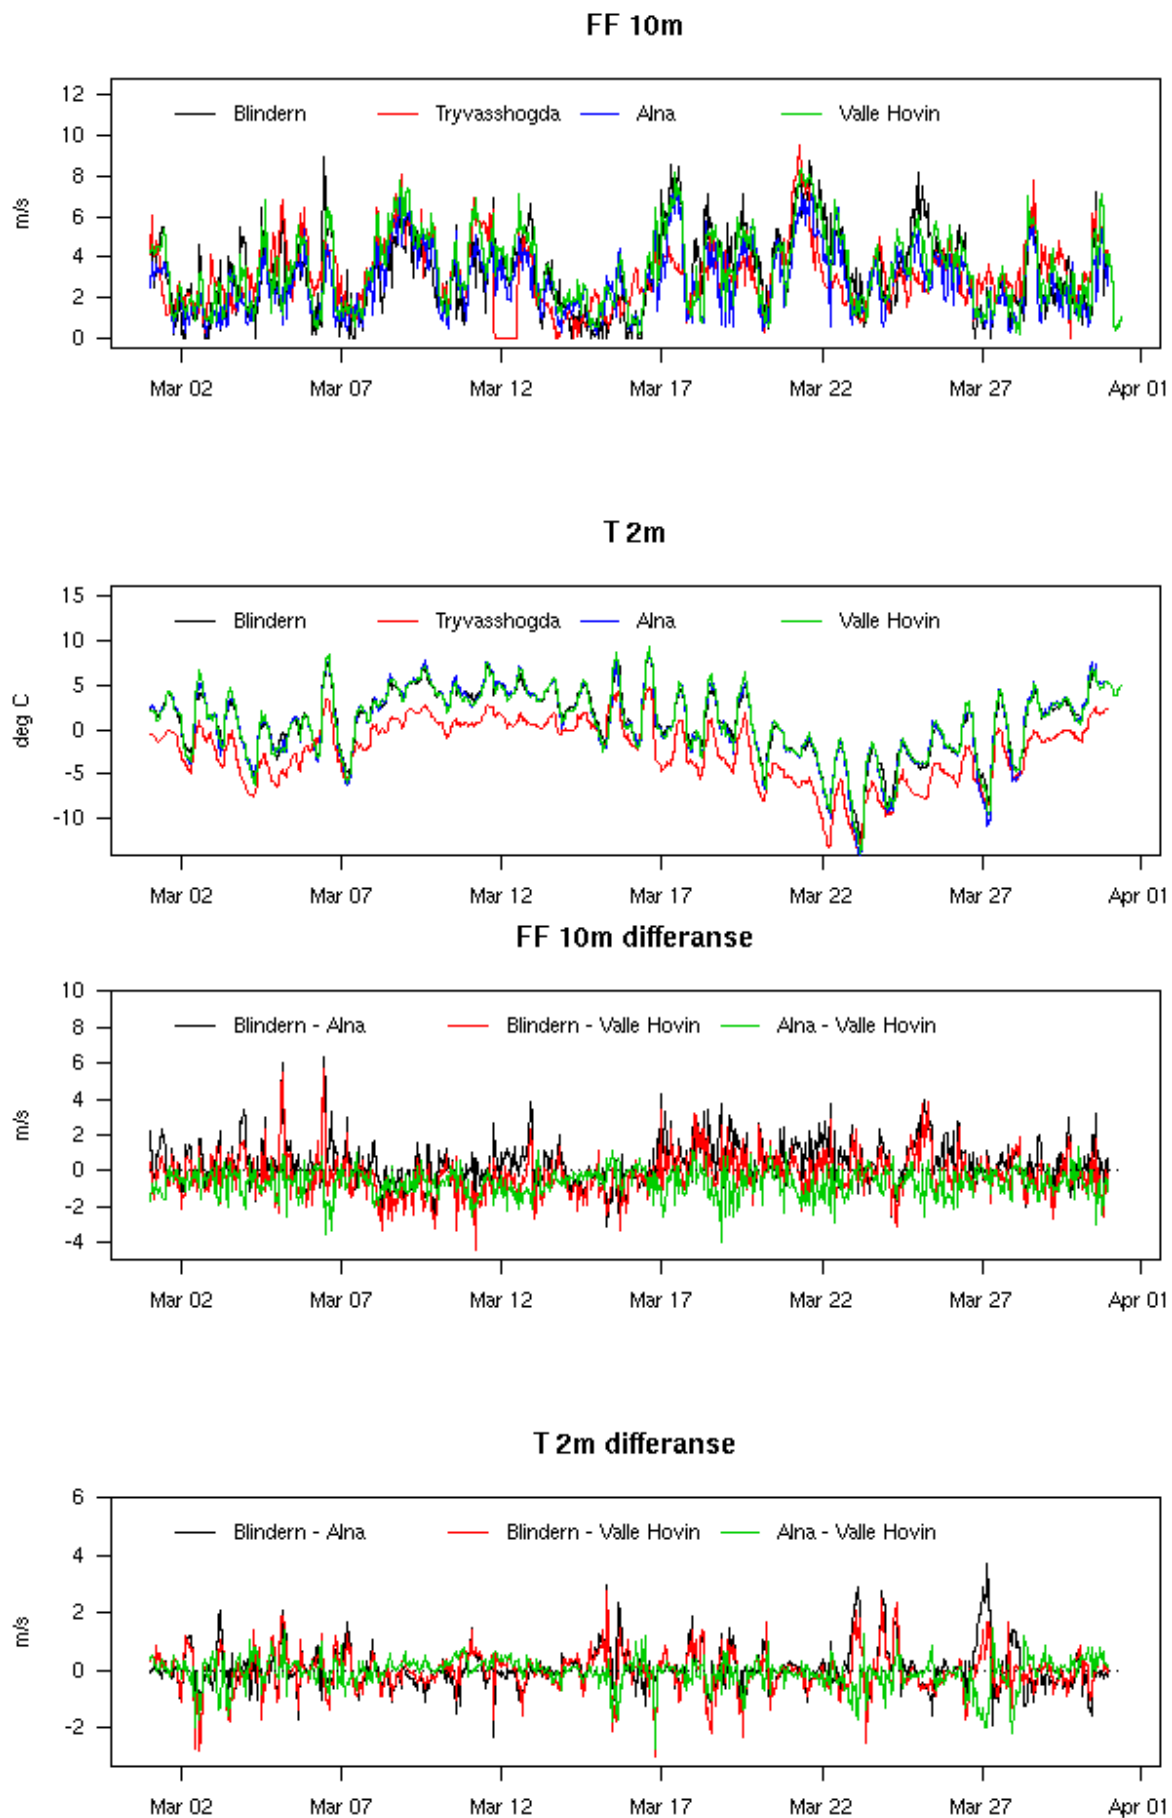 FF 10m
12
10
8
6
4
2
0
m/s
Blindern Tryvasshogda Alna Valle Hovin
Mar 02 Mar 07 Mar 12 Mar 17 Mar 22 Mar 27 Apr 01
T 2m
15
10
5
0
-5
-10
deg C
Blindern Tryvasshogda Alna Valle Hovin
Mar 02 Mar 07 Mar 12 Mar 17 Mar 22 Mar 27 Apr 01
FF 10m differanse
10
8
6
4
2
0
-2
-4
m/s
Blindern - Alna Blindern - Valle Hovin Alna - Valle Hovin
Mar 02 Mar 07 Mar 12 Mar 17 Mar 22 Mar 27 Apr 01
T 2m differanse
6
4
2
0
-2
m/s
Blindern - Alna Blindern - Valle Hovin Alna - Valle Hovin
Mar 02 Mar 07 Mar 12 Mar 17 Mar 22 Mar 27 Apr 01